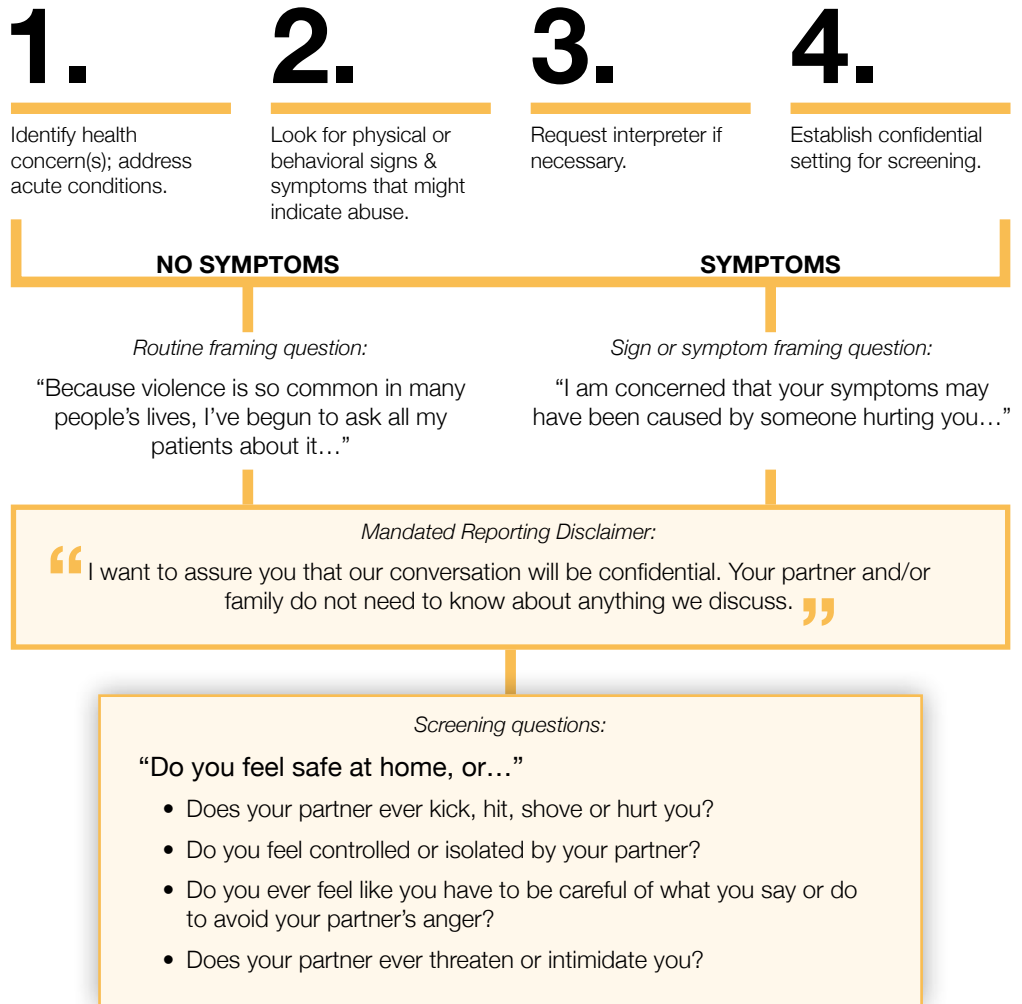 1.
2.
3.
4.
Identify health
concern(s); address
acute conditions.
Look for physical or
behavioral signs &
symptoms that might
indicate abuse.
Request interpreter if
necessary.
Establish confidential
setting for screening.
NO SYMPTOMS
SYMPTOMS
Routine framing question:
“Because violence is so common in many
people’s lives, I’ve begun to ask all my
patients about it…”
Sign or symptom framing question:
“I am concerned that your symptoms may
have been caused by someone hurting you…”
Mandated Reporting Disclaimer:
“I want to assure you that our conversation will be confidential. Your partner and/or
family do not need to know about anything we discuss.”
Screening questions:
“Do you feel safe at home, or…”
• Does your partner ever kick, hit, shove or hurt you?
• Do you feel controlled or isolated by your partner?
• Do you ever feel like you have to be careful of what you say or do
to avoid your partner’s anger?
• Does your partner ever threaten or intimidate you?